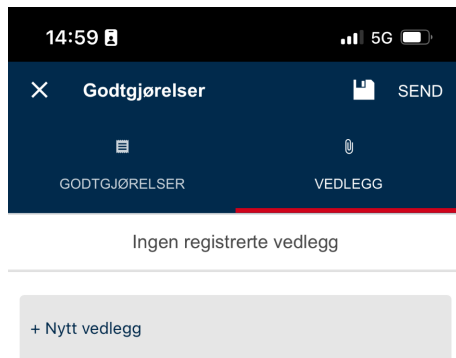 14:59 5G
Godtgjørelser SEND
GODTGJØRELSER VEDLEGG
Ingen registrerte vedlegg
+ Nytt vedlegg